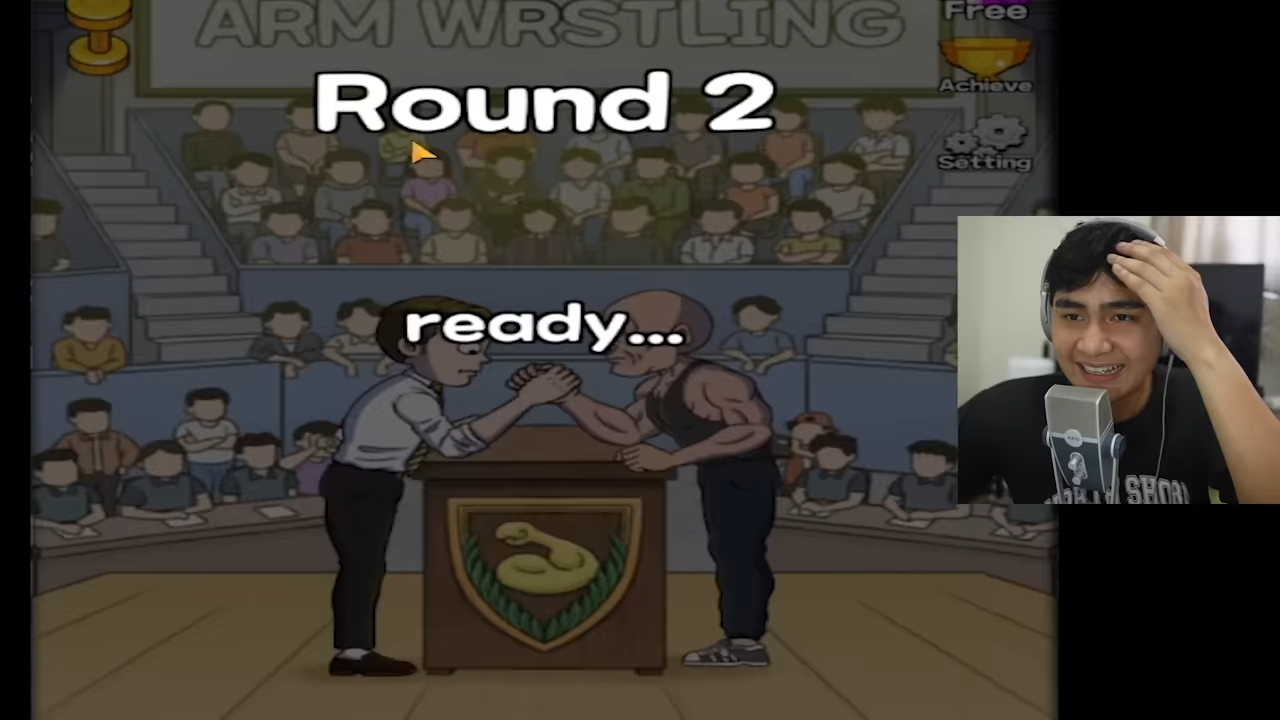 ARM WRSTLING
Free
Round 2
Achieve
Setting
ready...